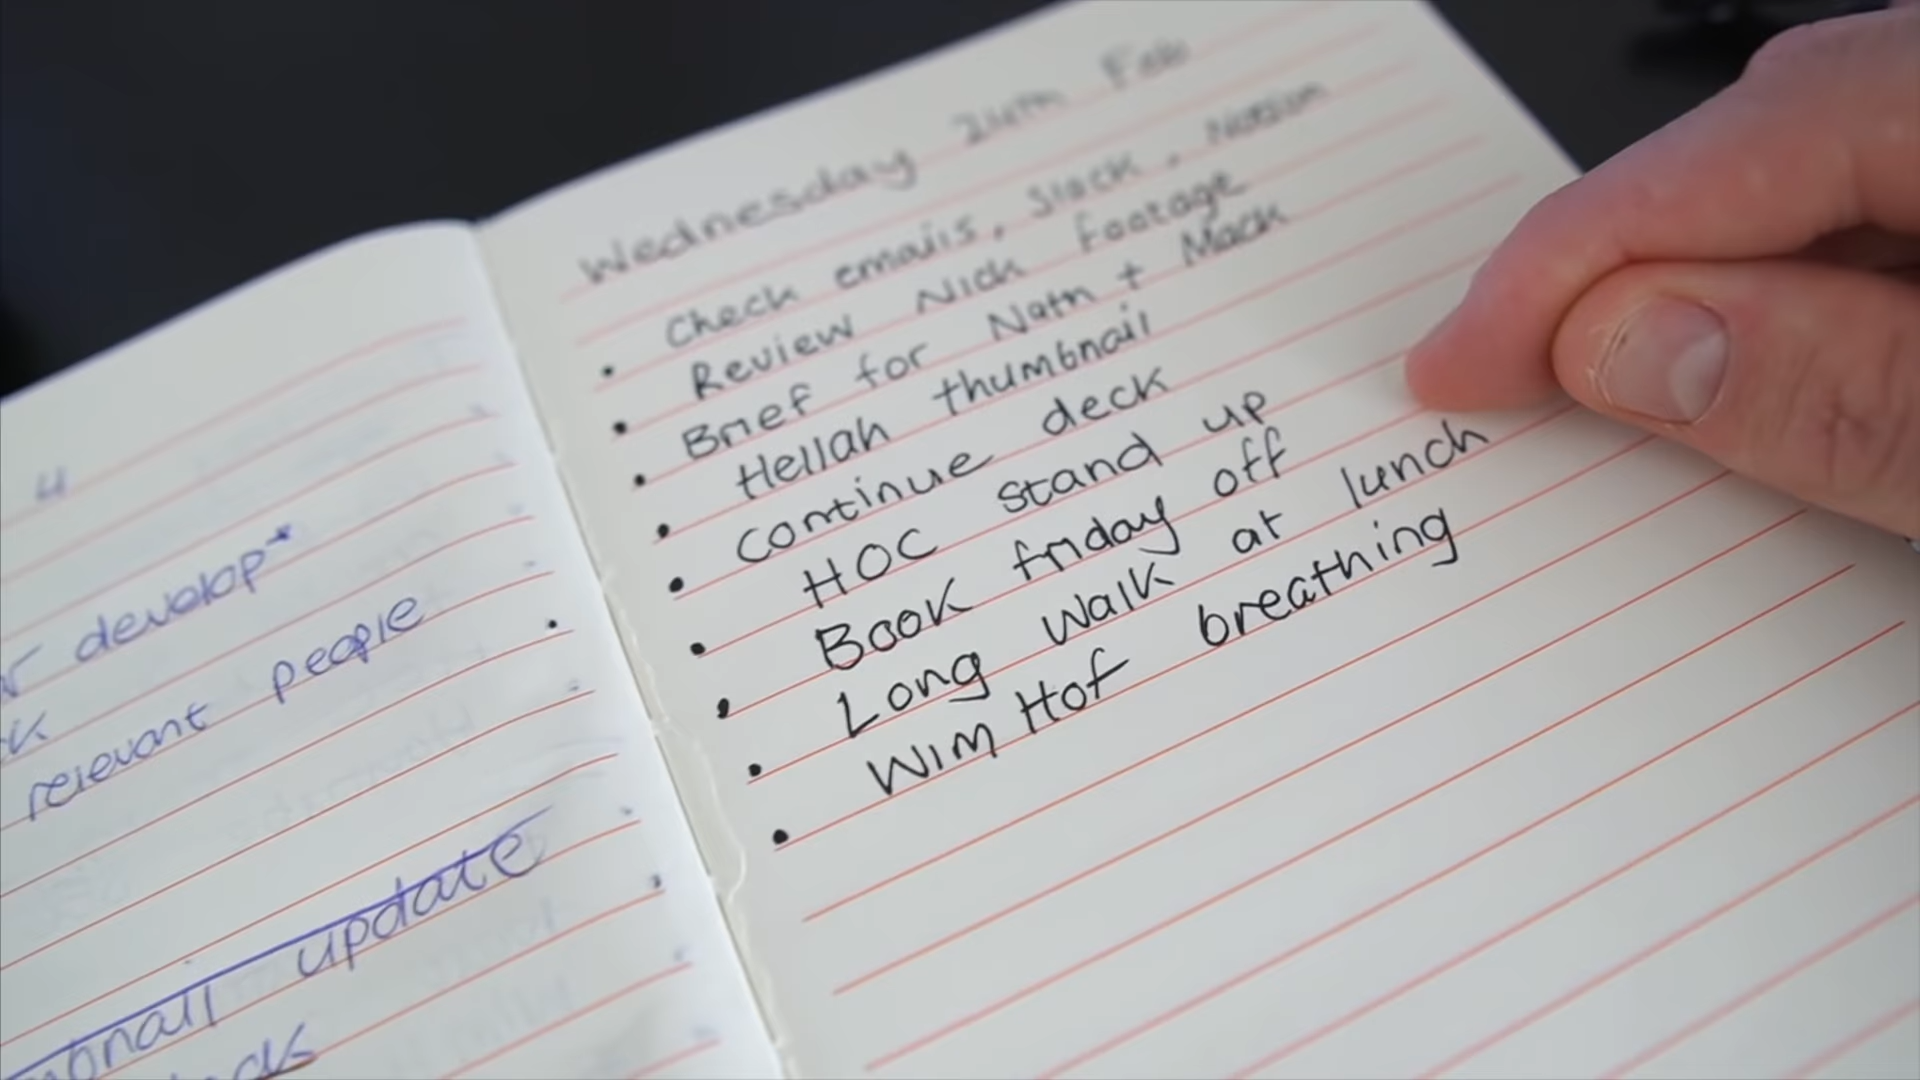 4
develop*
relevant people
update
Wednesday 24th Feb
• Check emails, Slack, Notion
• Review Nick footage
• Brief for Nath + Mack
• Hellah thumbnail
• Continue deck
• HOC stand up
• Book friday off
• Long walk at lunch
• WIM Hof breathing